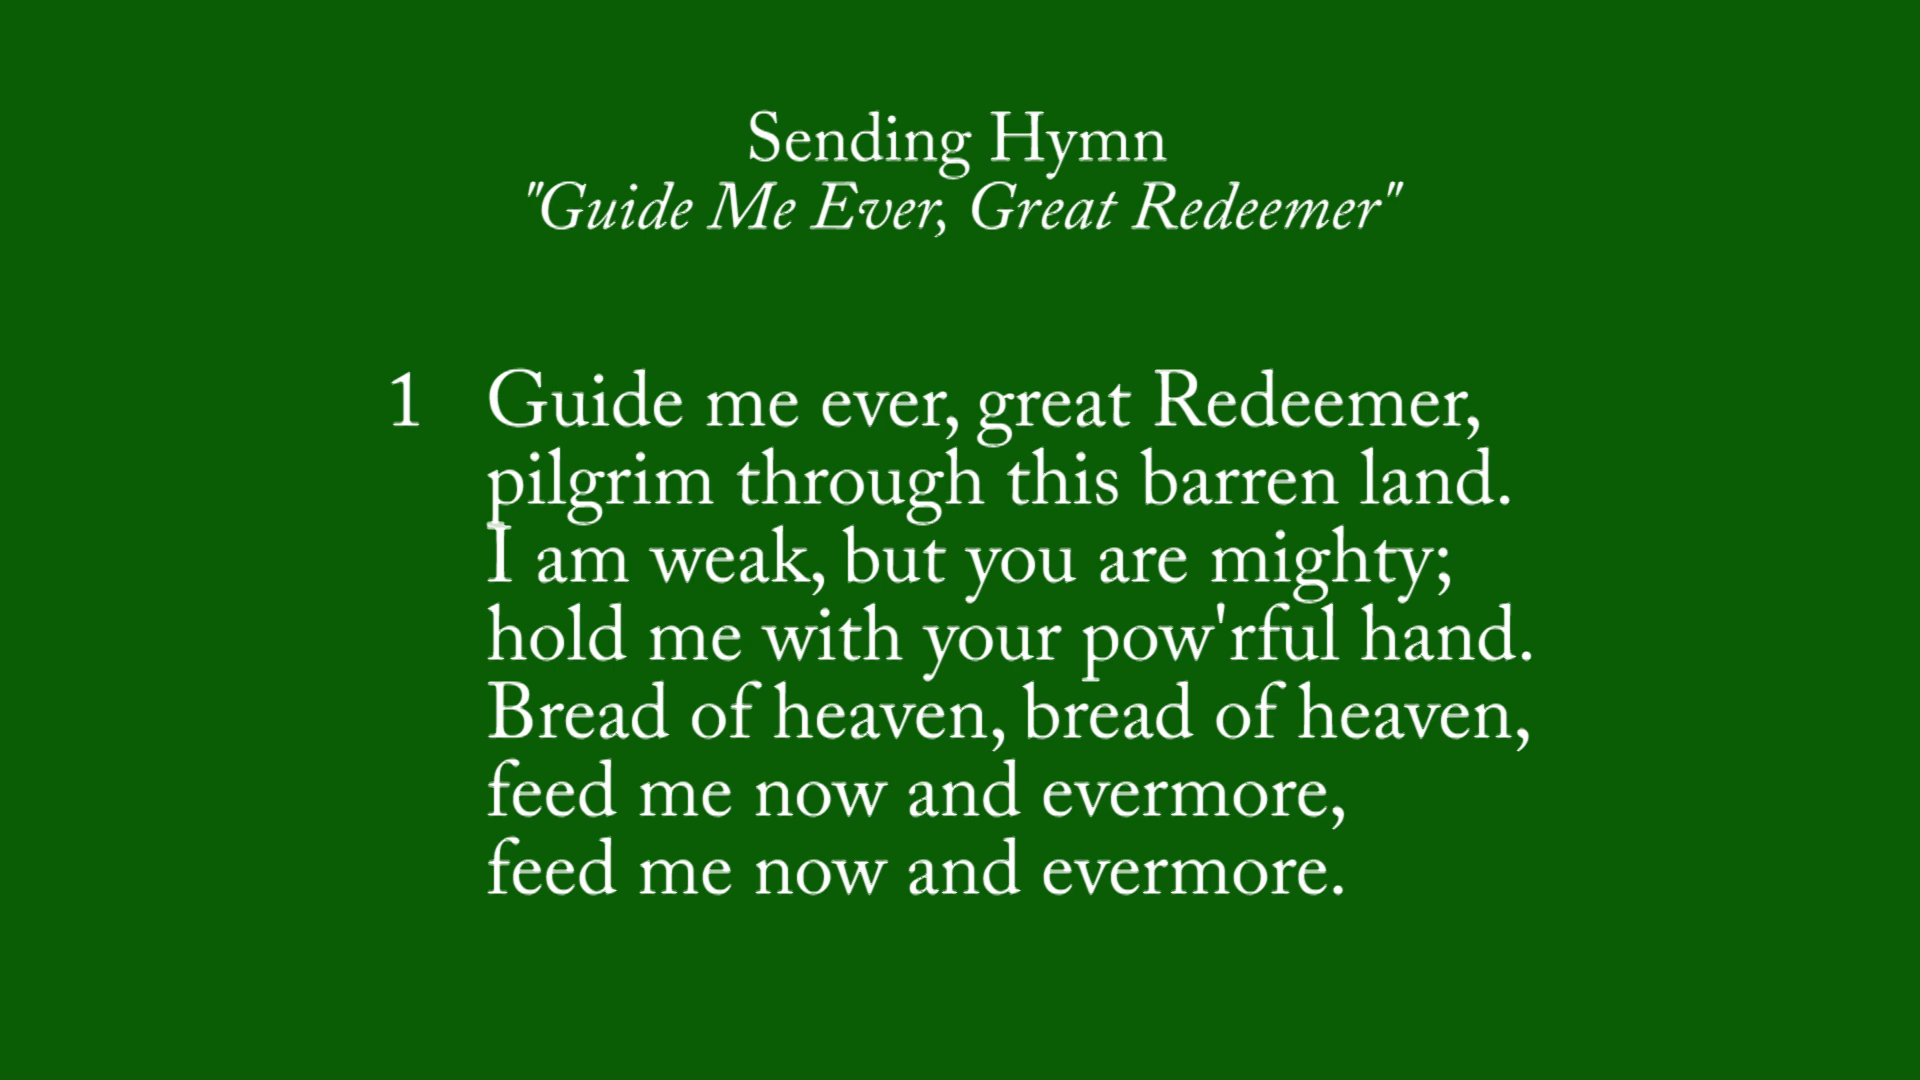 Sending Hymn
"Guide Me Ever, Great Redeemer"
1 Guide me ever, great Redeemer,
pilgrim through this barren land.
I am weak, but you are mighty;
hold me with your pow'rful hand.
Bread of heaven, bread of heaven,
feed me now and evermore,
feed me now and evermore.